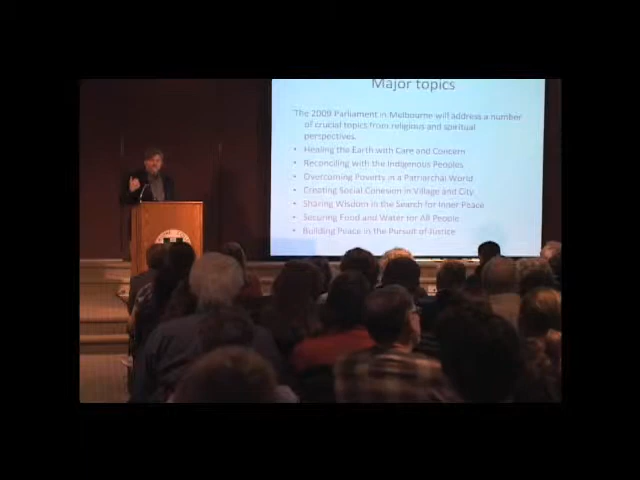 Major topics
The 2009 Parliament in Melbourne will address a number
of crucial topics from religious and spiritual
perspectives.
• Healing the Earth with Care and Concern
• Reconciling with the Indigenous Peoples
• Overcoming Poverty in a Patriarchal World
• Creating Social Cohesion in Village and City
• Sharing Wisdom in the Search for Inner Peace
• Securing Food and Water for All People
• Building Peace in the Pursuit of Justice